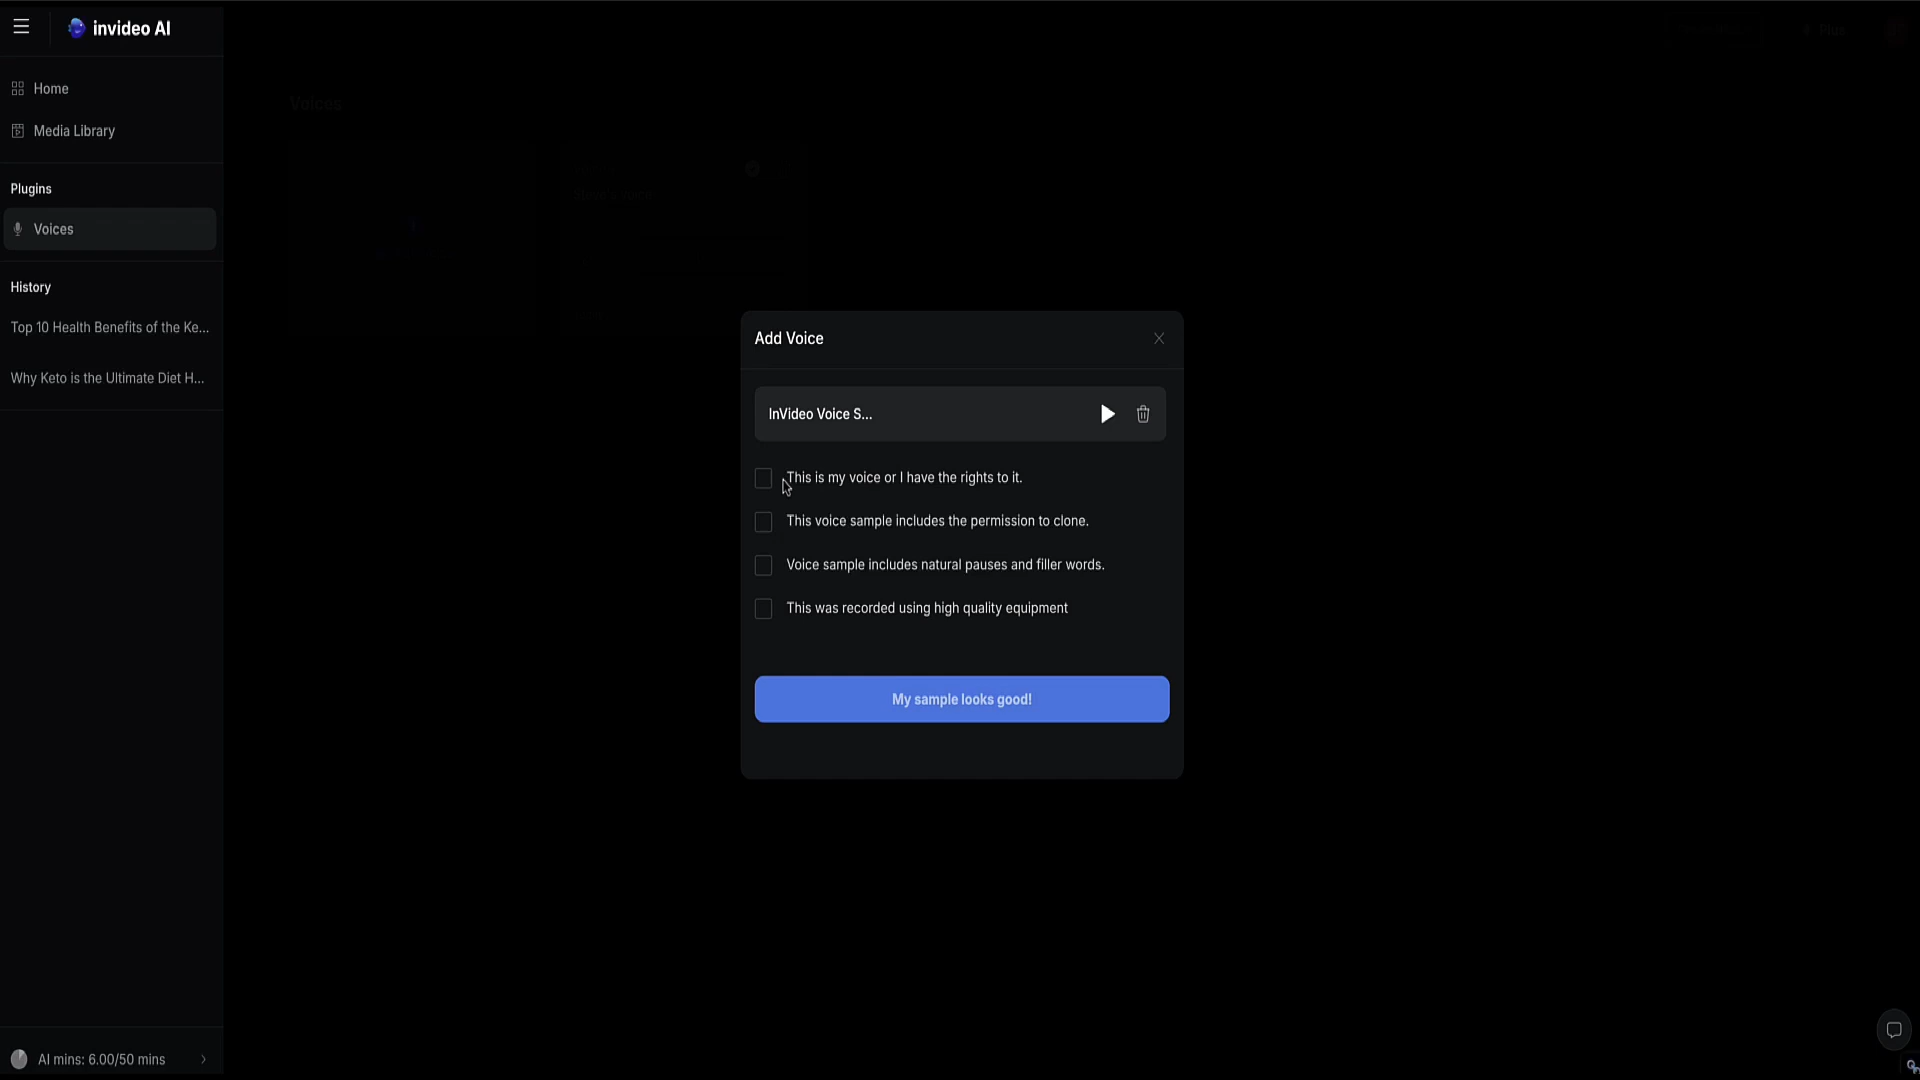 invideo AI
Home
Media Library
Plugins
Voices
History
Top 10 Health Benefits of the Ke...
Why Keto is the Ultimate Diet H...
AI mins: 6.00/50 mins
Voices
Plus
Add Voice
InVideo Voice S...
This is my voice or I have the rights to it.
This voice sample includes the permission to clone.
Voice sample includes natural pauses and filler words.
This was recorded using high quality equipment
My sample looks good!